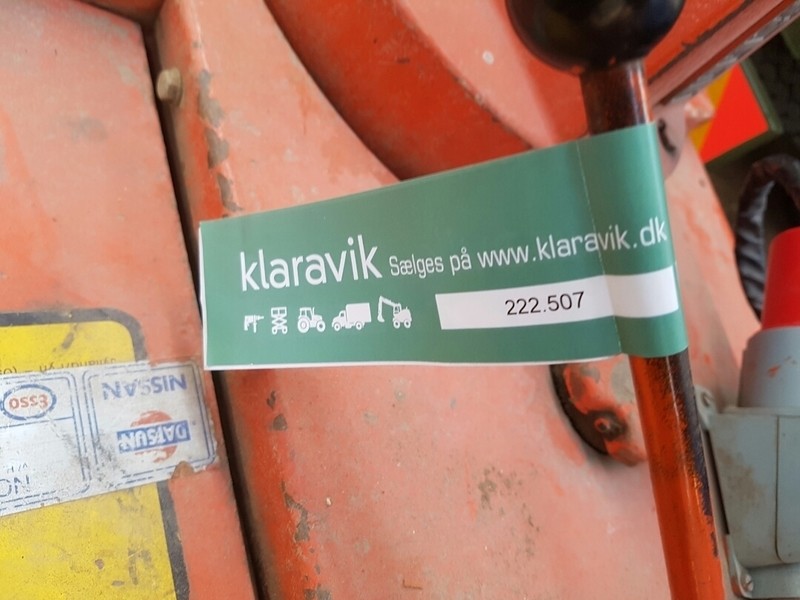 klaravik Sælges på www.klaravik.dk
222.507
NISSAN
DATSUN
Esso